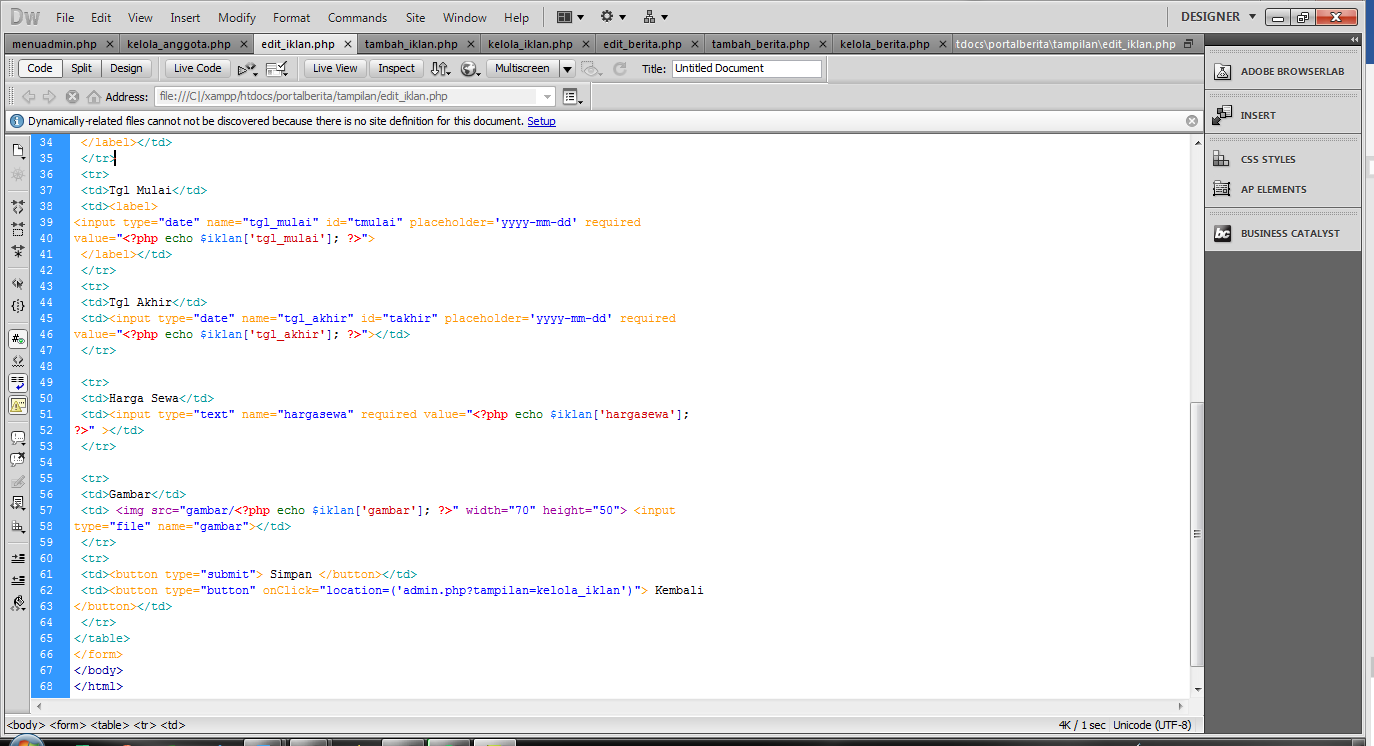 Dw File Edit View Insert Modify Format Commands Site Window Help DESIGNER
menuadmin.php × kelola_anggota.php × edit_iklan.php × tambah_iklan.php × kelola_iklan.php × edit_berita.php × tambah_berita.php × kelola_berita.php × tdocs\portalberita\tampilan\edit_iklan.php
Code Split Design Live Code Live View Inspect Multiscreen Title: Untitled Document
Address: file:///C|/xampp/htdocs/portalberita/tampilan/edit_iklan.php
Dynamically-related files cannot not be discovered because there is no site definition for this document. Setup
34 </label></td>
35 </tr>
36 <tr>
37 <td>Tgl Mulai</td>
38 <td><label>
39 <input type="date" name="tgl_mulai" id="tmulai" placeholder='yyyy-mm-dd' required
40 value="<?php echo $iklan['tgl_mulai']; ?>">
41 </label></td>
42 </tr>
43 <tr>
44 <td>Tgl Akhir</td>
45 <td><input type="date" name="tgl_akhir" id="takhir" placeholder='yyyy-mm-dd' required
46 value="<?php echo $iklan['tgl_akhir']; ?>"></td>
47 </tr>
48
49 <tr>
50 <td>Harga Sewa</td>
51 <td><input type="text" name="hargasewa" required value="<?php echo $iklan['hargasewa'];
52 ?>" ></td>
53 </tr>
54
55 <tr>
56 <td>Gambar</td>
57 <td> <img src="gambar/<?php echo $iklan['gambar']; ?>" width="70" height="50"> <input
58 type="file" name="gambar"></td>
59 </tr>
60 <tr>
61 <td><button type="submit"> Simpan </button></td>
62 <td><button type="button" onClick="location=('admin.php?tampilan=kelola_iklan')"> Kembali
63 </button></td>
64 </tr>
65 </table>
66 </form>
67 </body>
68 </html>
<body> <form> <table> <tr> <td> 4K / 1 sec Unicode (UTF-8)
ADOBE BROWSERLAB
INSERT
CSS STYLES
AP ELEMENTS
bc BUSINESS CATALYST